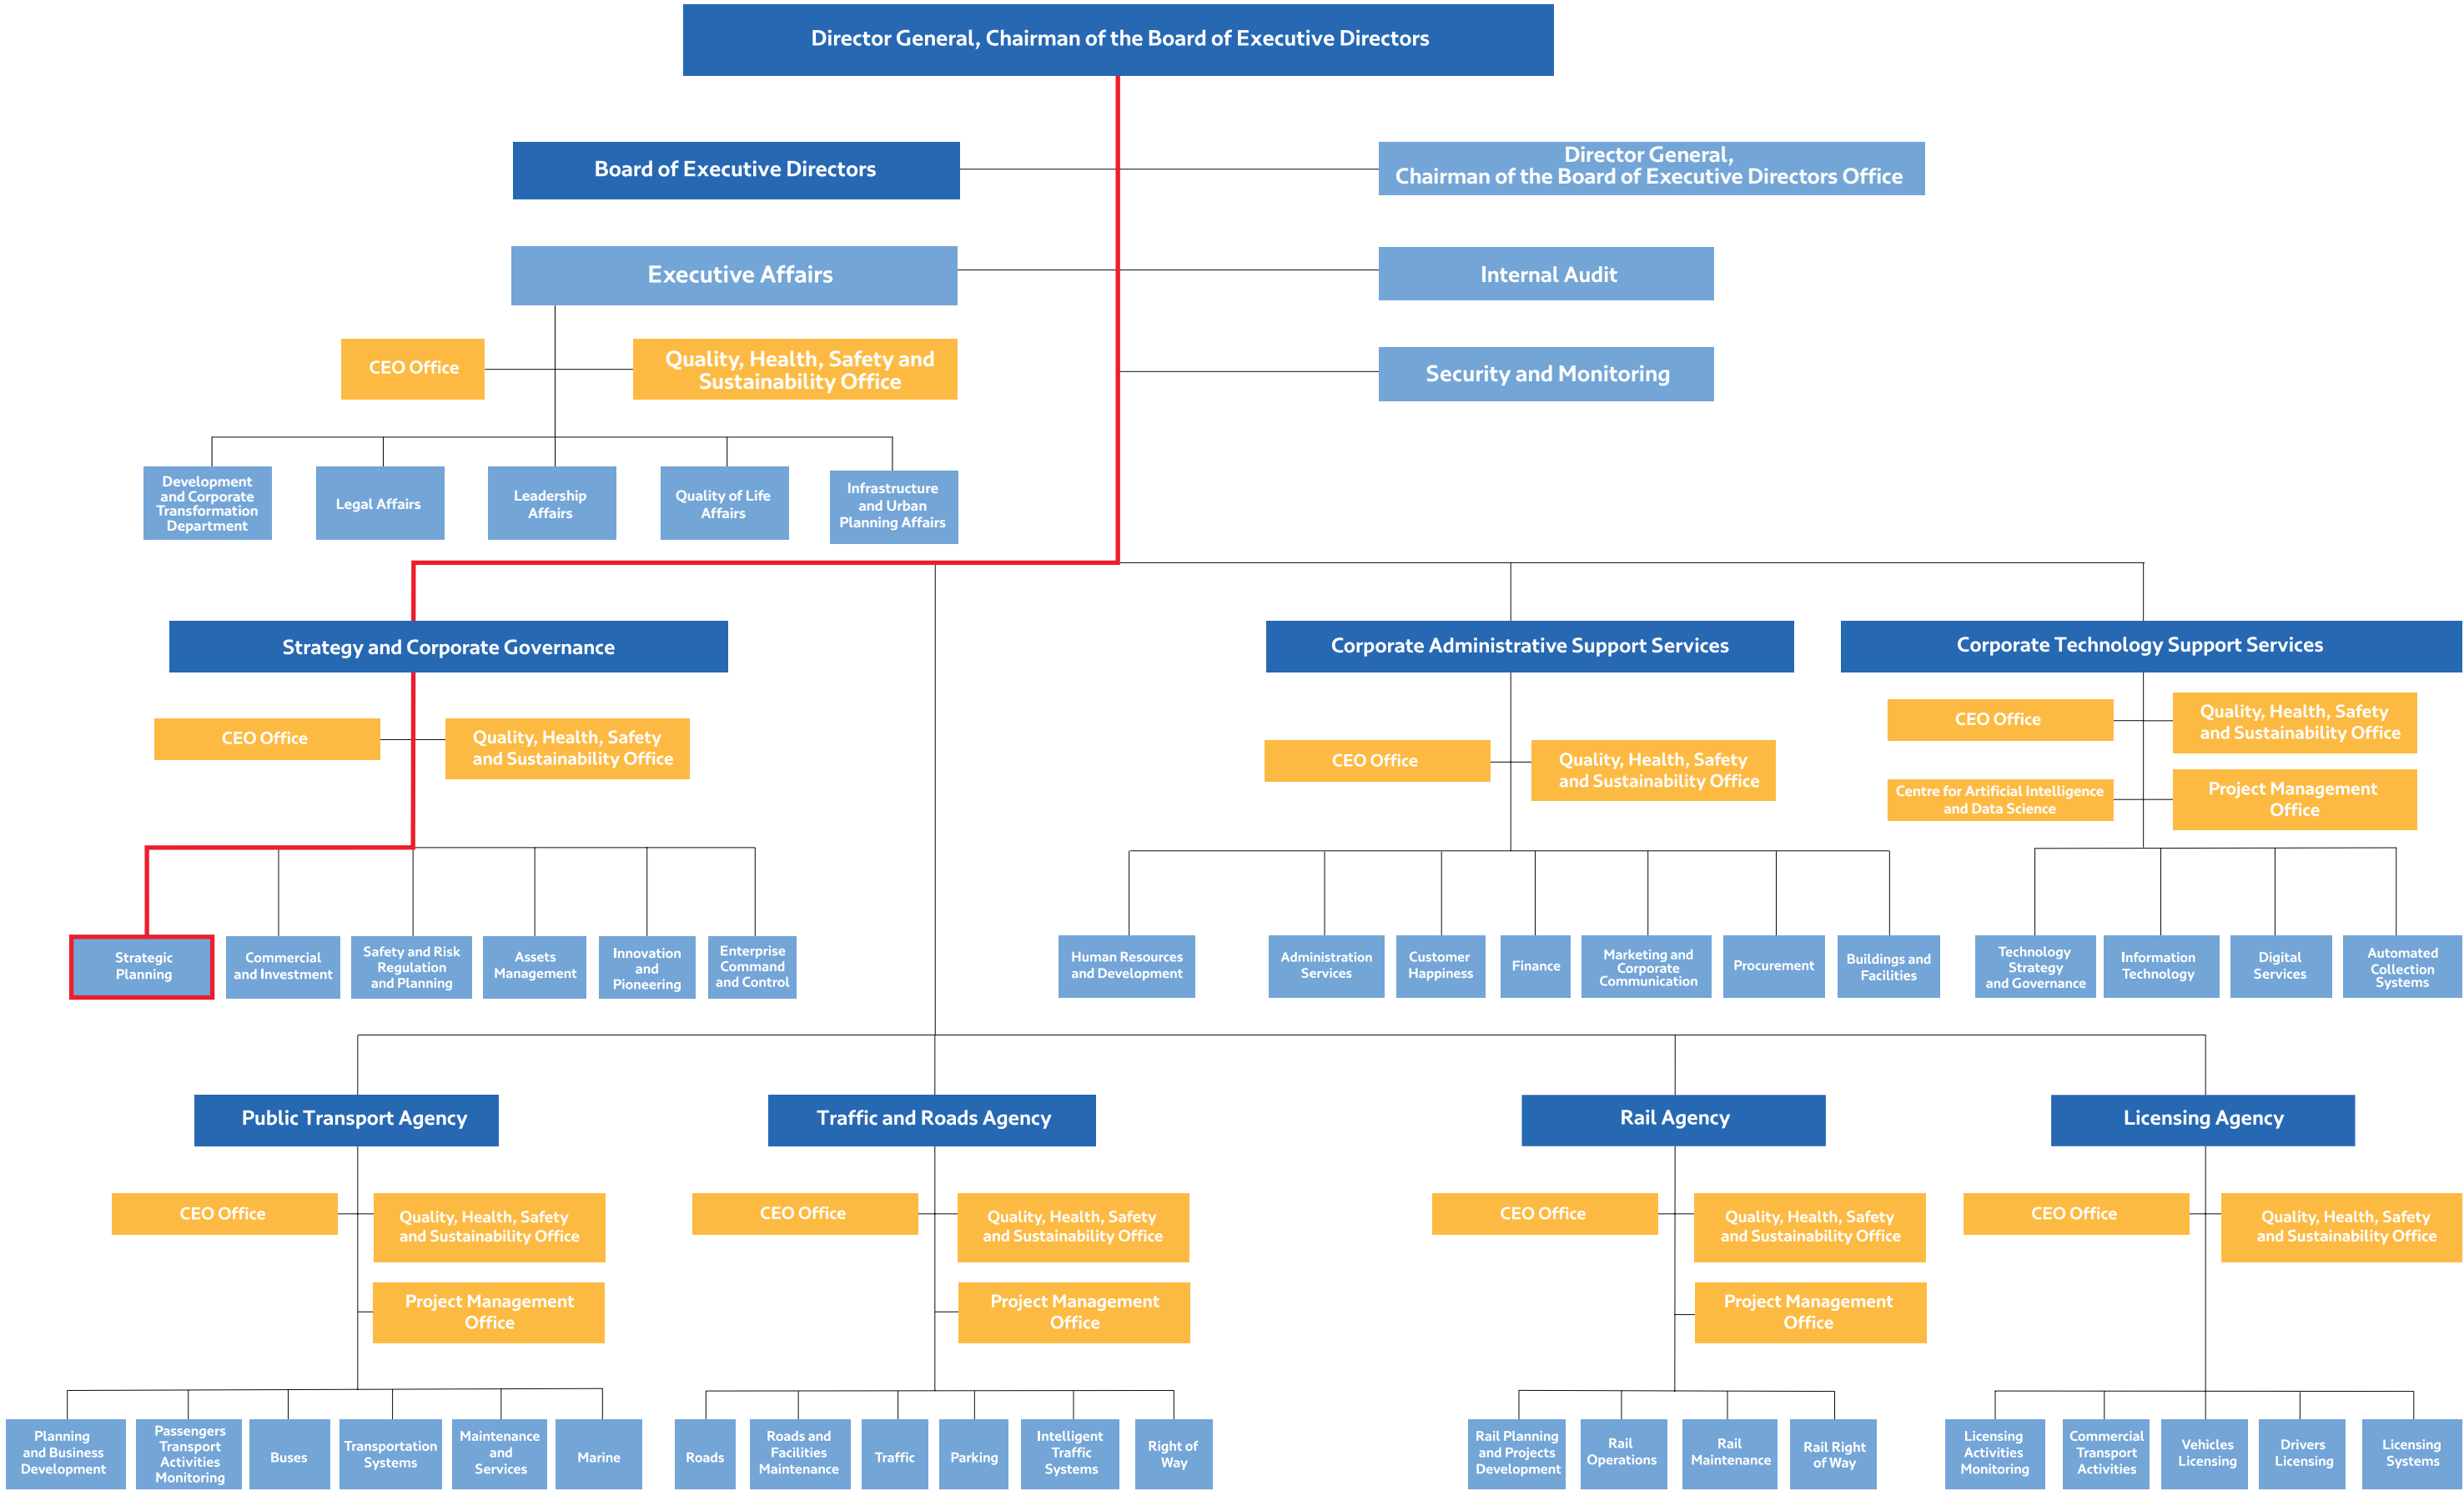 Director General, Chairman of the Board of Executive Directors
Board of Executive Directors
Director General,
Chairman of the Board of Executive Directors Office
Executive Affairs
Internal Audit
CEO Office
Quality, Health, Safety and
Sustainability Office
Security and Monitoring
Development
and Corporate
Transformation
Department
Legal Affairs
Leadership
Affairs
Quality of Life
Affairs
Infrastructure
and Urban
Planning Affairs
Strategy and Corporate Governance
Corporate Administrative Support Services
Corporate Technology Support Services
CEO Office
Quality, Health, Safety
and Sustainability Office
CEO Office
Quality, Health, Safety
and Sustainability Office
CEO Office
Quality, Health, Safety
and Sustainability Office
Centre for Artificial Intelligence
and Data Science
Project Management
Office
Strategic
Planning
Commercial
and Investment
Safety and Risk
Regulation
and Planning
Assets
Management
Innovation
and
Pioneering
Enterprise
Command
and Control
Human Resources
and Development
Administration
Services
Customer
Happiness
Finance
Marketing and
Corporate
Communication
Procurement
Buildings and
Facilities
Technology
Strategy
and Governance
Information
Technology
Digital
Services
Automated
Collection
Systems
Public Transport Agency
Traffic and Roads Agency
Rail Agency
Licensing Agency
CEO Office
Quality, Health, Safety
and Sustainability Office
Project Management
Office
CEO Office
Quality, Health, Safety
and Sustainability Office
Project Management
Office
CEO Office
Quality, Health, Safety
and Sustainability Office
Project Management
Office
CEO Office
Quality, Health, Safety
and Sustainability Office
Planning
and Business
Development
Passengers
Transport
Activities
Monitoring
Buses
Transportation
Systems
Maintenance
and
Services
Marine
Roads
Roads and
Facilities
Maintenance
Traffic
Parking
Intelligent
Traffic
Systems
Right of
Way
Rail Planning
and Projects
Development
Rail
Operations
Rail
Maintenance
Rail Right
of Way
Licensing
Activities
Monitoring
Commercial
Transport
Activities
Vehicles
Licensing
Drivers
Licensing
Licensing
Systems